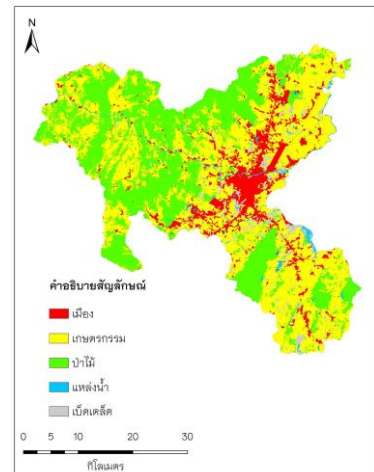 N
คำอธิบายสัญลักษณ์
เมือง
เกษตรกรรม
ป่าไม้
แหล่งน้ำ
เบ็ดเตล็ด
0 5 10 20 30
กิโลเมตร